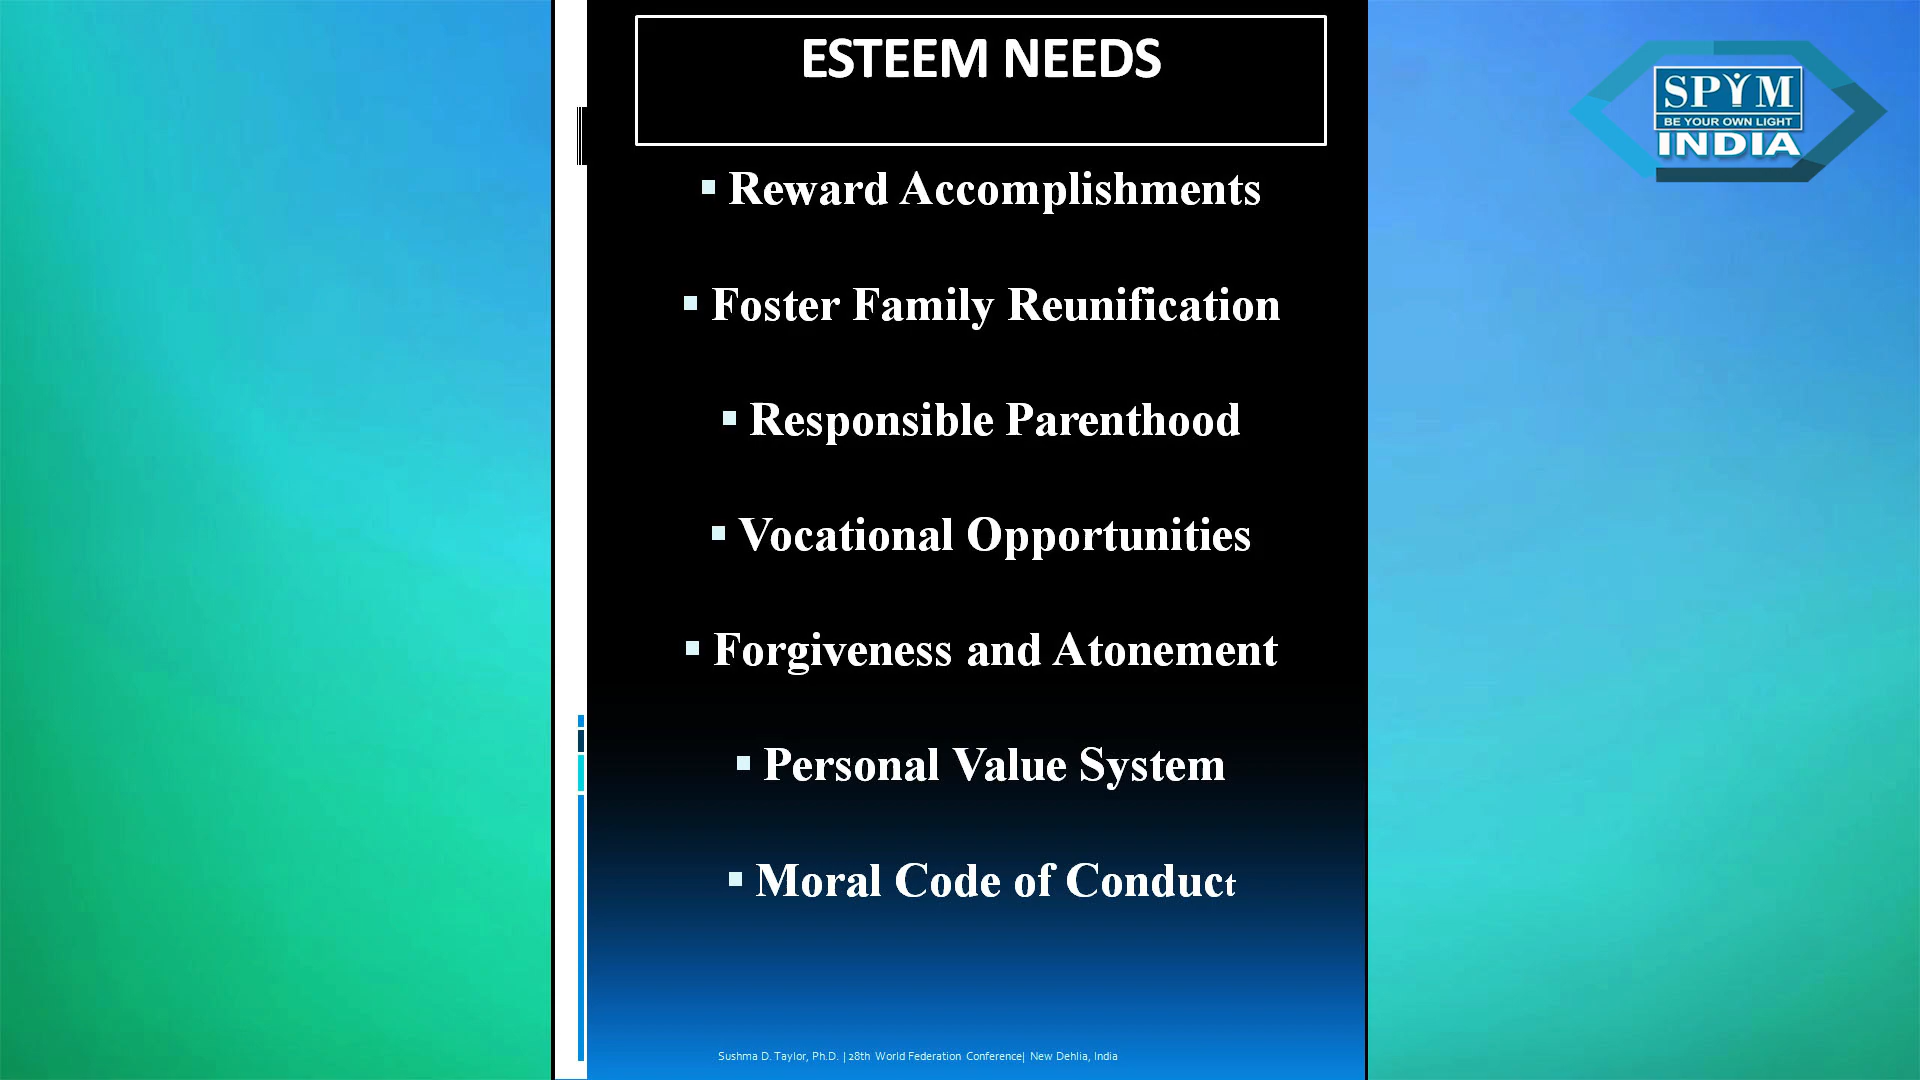 ESTEEM NEEDS
SPYM
BE YOUR OWN LIGHT
INDIA
▪ Reward Accomplishments
▪ Foster Family Reunification
▪ Responsible Parenthood
▪ Vocational Opportunities
▪ Forgiveness and Atonement
▪ Personal Value System
▪ Moral Code of Conduct
Sushma D. Taylor, Ph.D. | 28th World Federation Conference| New Dehlia, India